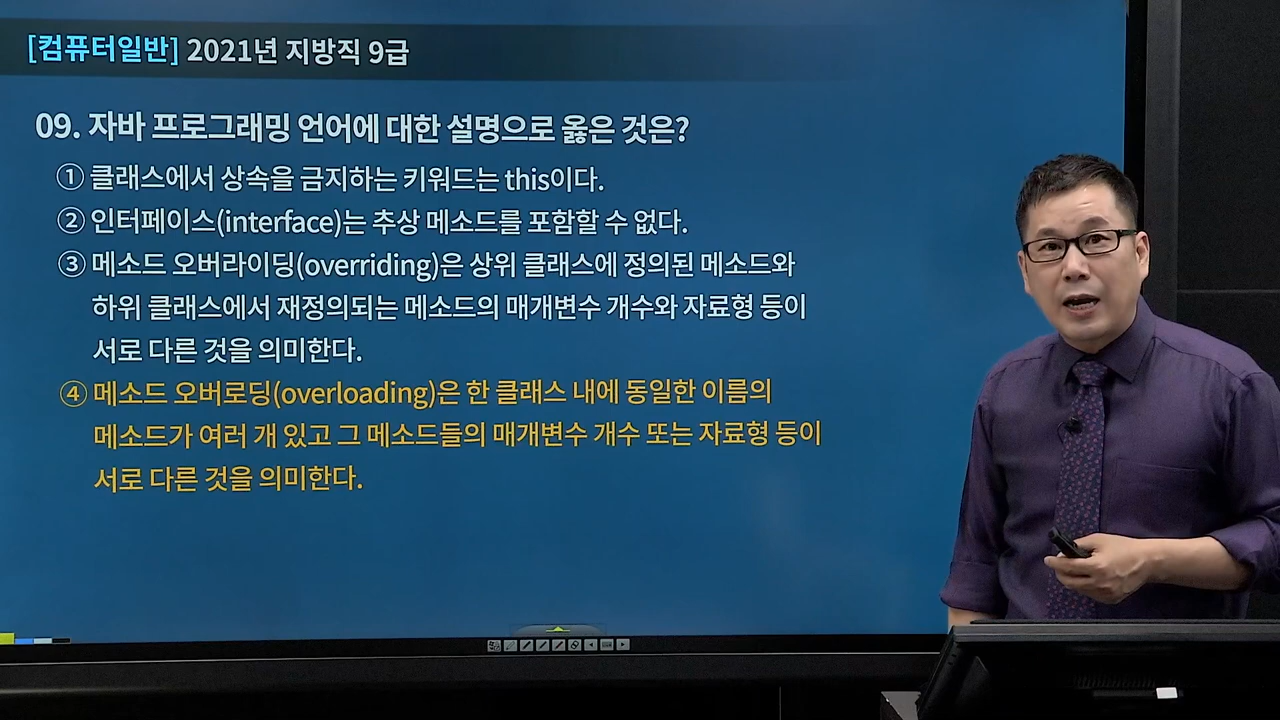 [컴퓨터일반] 2021년 지방직 9급
09. 자바 프로그래밍 언어에 대한 설명으로 옳은 것은?
① 클래스에서 상속을 금지하는 키워드는 this이다.
② 인터페이스(interface)는 추상 메소드를 포함할 수 없다.
③ 메소드 오버라이딩(overriding)은 상위 클래스에 정의된 메소드와
하위 클래스에서 재정의되는 메소드의 매개변수 개수와 자료형 등이
서로 다른 것을 의미한다.
④ 메소드 오버로딩(overloading)은 한 클래스 내에 동일한 이름의
메소드가 여러 개 있고 그 메소드들의 매개변수 개수 또는 자료형 등이
서로 다른 것을 의미한다.